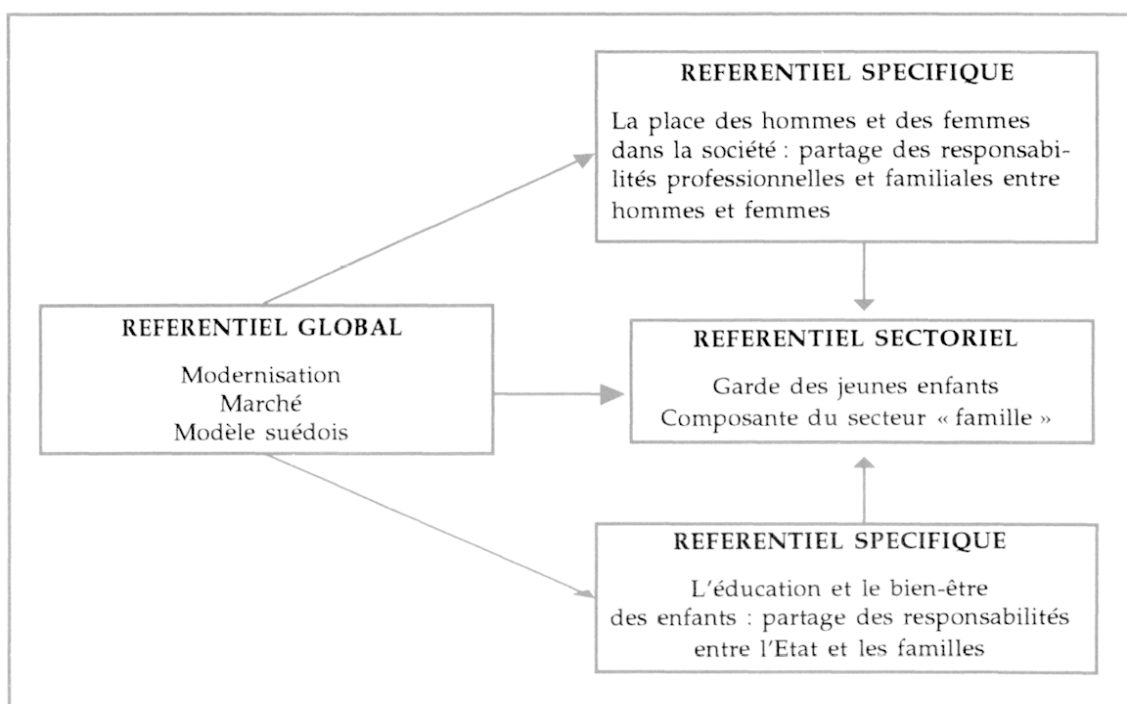 REFERENTIEL SPECIFIQUE
La place des hommes et des femmes
dans la société : partage des responsabi-
lités professionnelles et familiales entre
hommes et femmes
REFERENTIEL GLOBAL
Modernisation
Marché
Modèle suédois
REFERENTIEL SECTORIEL
Garde des jeunes enfants
Composante du secteur « famille »
REFERENTIEL SPECIFIQUE
L'éducation et le bien-être
des enfants : partage des responsabilités
entre l'Etat et les familles